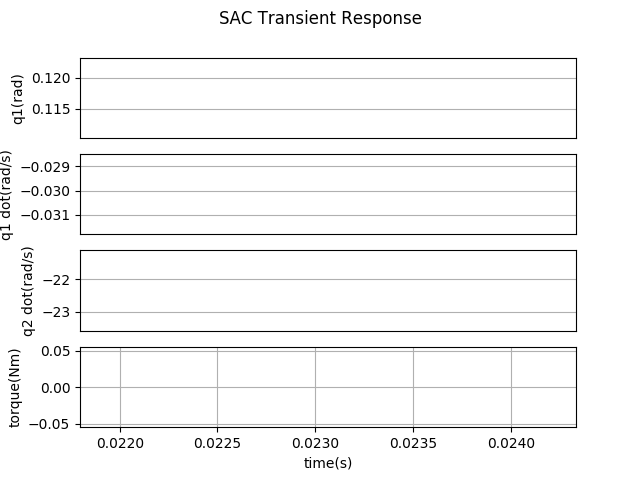 SAC Transient Response
q1(rad)
0.120
0.115
q1 dot(rad/s)
−0.029
−0.030
−0.031
q2 dot(rad/s)
−22
−23
torque(Nm)
0.05
0.00
−0.05
0.0220 0.0225 0.0230 0.0235 0.0240
time(s)